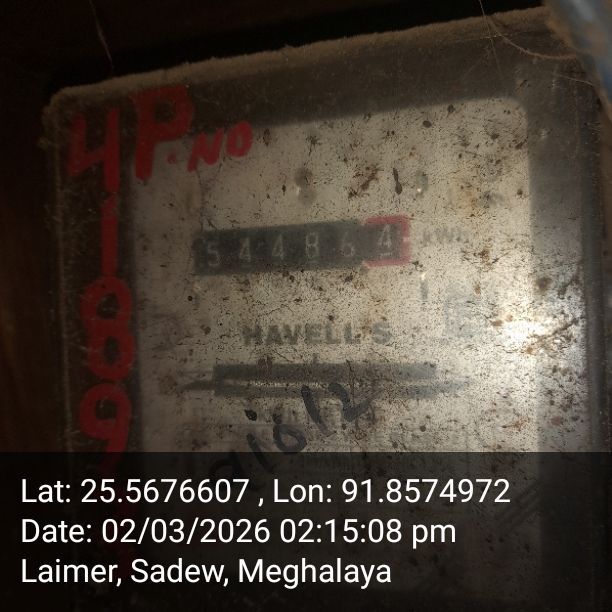 4P.NO
189
544864 kWh
HAVELL'S
Lat: 25.5676607 , Lon: 91.8574972
Date: 02/03/2026 02:15:08 pm
Laimer, Sadew, Meghalaya